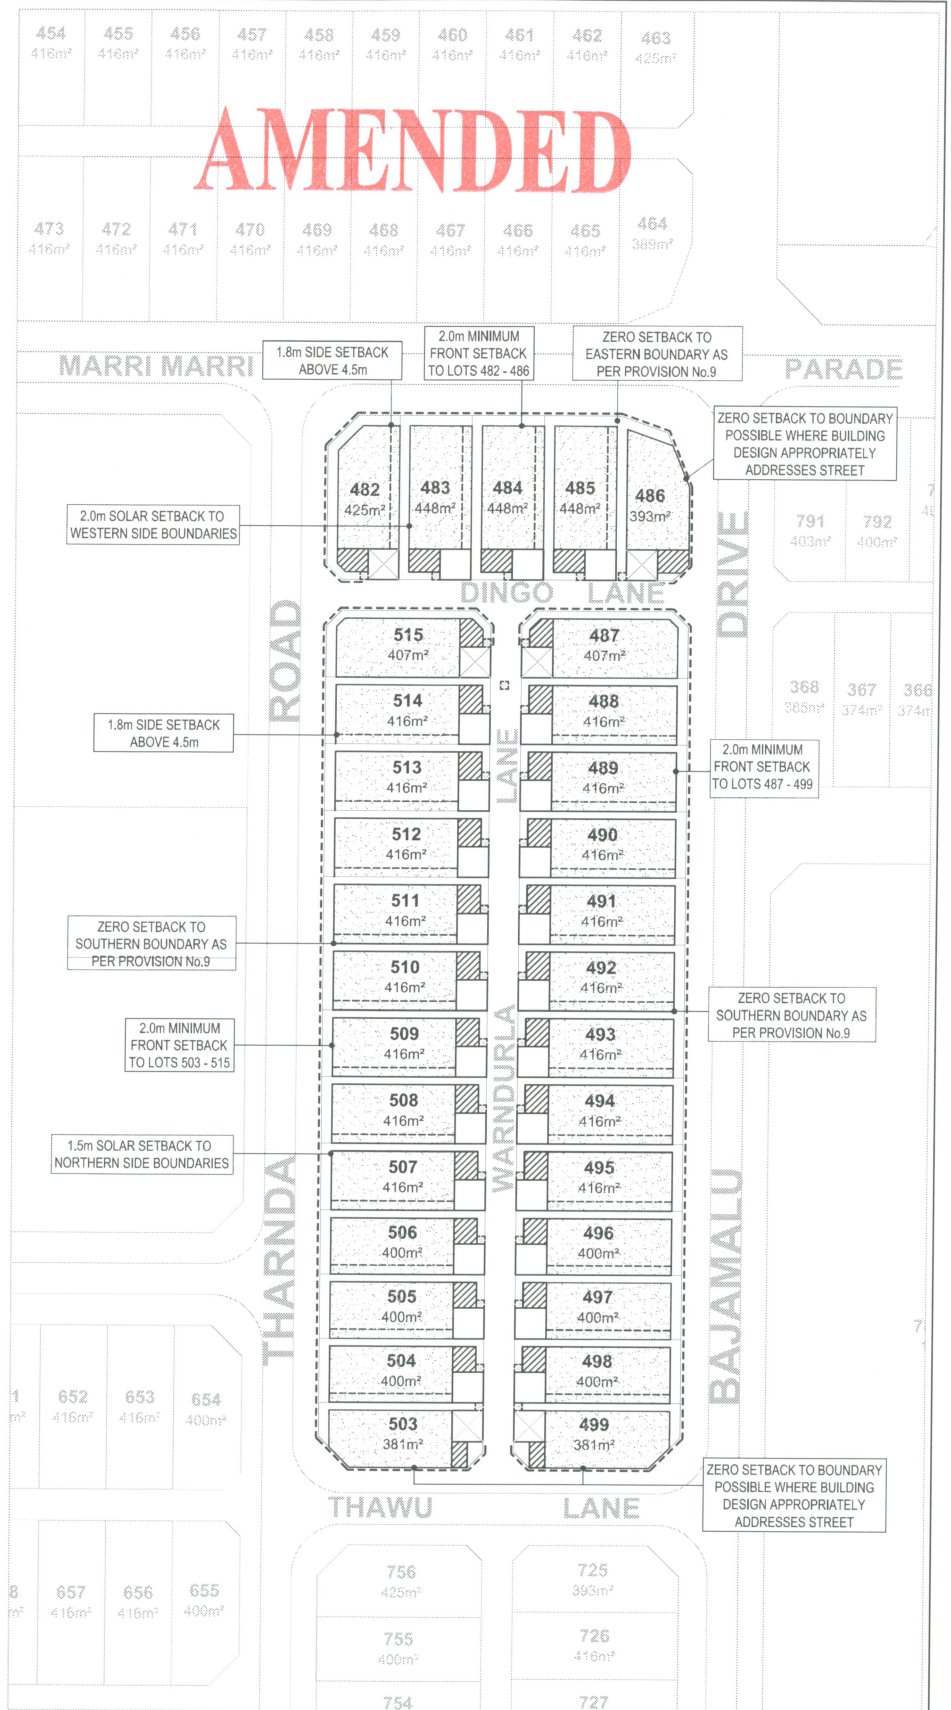 454 455 456 457 458 459 460 461 462 463
416m² 416m² 416m² 416m² 416m² 416m² 416m² 416m² 416m² 425m²
AMENDED
473 472 471 470 469 468 467 466 465 464
416m² 416m² 416m² 416m² 416m² 416m² 416m² 416m² 416m² 389m²
MARRI MARRI PARADE
1.8m SIDE SETBACK
ABOVE 4.5m
2.0m MINIMUM
FRONT SETBACK
TO LOTS 482 - 486
ZERO SETBACK TO
EASTERN BOUNDARY AS
PER PROVISION No.9
ZERO SETBACK TO BOUNDARY
POSSIBLE WHERE BUILDING
DESIGN APPROPRIATELY
ADDRESSES STREET
482 483 484 485 486
425m² 448m² 448m² 448m² 393m²
2.0m SOLAR SETBACK TO
WESTERN SIDE BOUNDARIES
791 792
403m² 400m²
DINGO LANE
ROAD
DRIVE
515 487
407m² 407m²
514 488
416m² 416m²
368 367 366
385m² 374m² 374m
1.8m SIDE SETBACK
ABOVE 4.5m
LANE
513 489
416m² 416m²
2.0m MINIMUM
FRONT SETBACK
TO LOTS 487 - 499
512 490
416m² 416m²
511 491
416m² 416m²
ZERO SETBACK TO
SOUTHERN BOUNDARY AS
PER PROVISION No.9
510 492
416m² 416m²
ZERO SETBACK TO
SOUTHERN BOUNDARY AS
PER PROVISION No.9
2.0m MINIMUM
FRONT SETBACK
TO LOTS 503 - 515
509 493
416m² 416m²
WARNDURLA
508 494
416m² 416m²
1.5m SOLAR SETBACK TO
NORTHERN SIDE BOUNDARIES
507 495
416m² 416m²
THARNDA
BAJAMALU
506 496
400m² 400m²
505 497
400m² 400m²
504 498
400m² 400m²
652 653 654
416m² 416m² 400m²
503 499
381m² 381m²
ZERO SETBACK TO BOUNDARY
POSSIBLE WHERE BUILDING
DESIGN APPROPRIATELY
ADDRESSES STREET
THAWU LANE
657 656 655
416m² 416m² 400m²
756 725
425m² 393m²
755 726
400m² 416m²
754 727